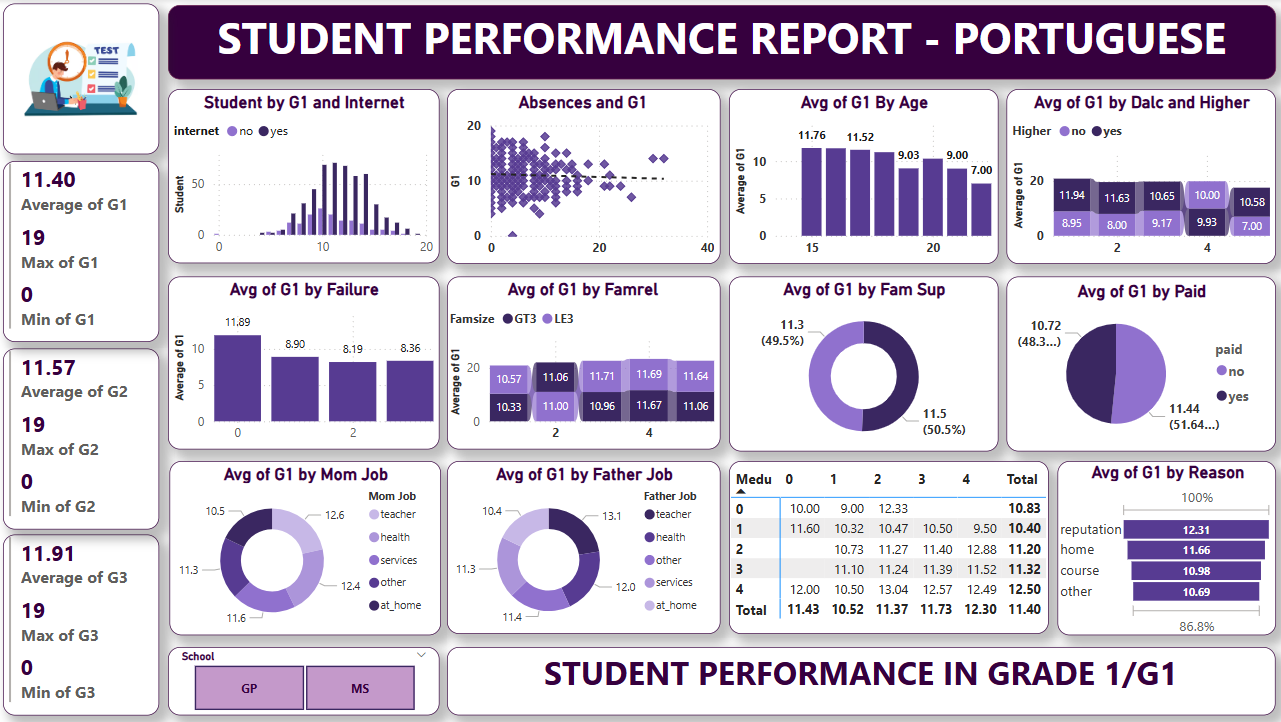 TEST
STUDENT PERFORMANCE REPORT - PORTUGUESE
11.40
Average of G1
19
Max of G1
0
Min of G1
11.57
Average of G2
19
Max of G2
0
Min of G2
11.91
Average of G3
19
Max of G3
0
Min of G3
Student by G1 and Internet
internet no yes
Student
50
0
0 10 20
Absences and G1
G1
20
10
0
0 20 40
Avg of G1 By Age
Average of G1
10
5
0
11.76 11.52 9.03 9.00 7.00
15 20
Avg of G1 by Dalc and Higher
Higher no yes
Average of G1
20
0
11.94 11.63 10.65 10.00 10.58
8.95 8.00 9.17 9.93 7.00
2 4
Avg of G1 by Failure
Average of G1
10
5
0
11.89 8.90 8.19 8.36
0 2
Avg of G1 by Famrel
Famsize GT3 LE3
Average of G1
20
0
10.57 11.06 11.71 11.69 11.64
10.33 11.00 10.96 11.67 11.06
2 4
Avg of G1 by Fam Sup
11.3
(49.5%)
11.5
(50.5%)
Avg of G1 by Paid
10.72
(48.3...)
11.44
(51.64...)
paid
no
yes
Avg of G1 by Mom Job
10.5
12.6
11.3
12.4
11.6
Mom Job
teacher
health
services
other
at_home
Avg of G1 by Father Job
10.4
13.1
11.3
12.0
11.4
Father Job
teacher
health
other
services
at_home
Medu 0 1 2 3 4 Total
0 10.00 9.00 12.33 10.83
1 11.60 10.32 10.47 10.50 9.50 10.40
2 10.73 11.27 11.40 12.88 11.20
3 11.10 11.24 11.39 11.52 11.32
4 12.00 10.50 13.04 12.57 12.49 12.50
Total 11.43 10.52 11.37 11.73 12.30 11.40
Avg of G1 by Reason
100%
reputation 12.31
home 11.66
course 10.98
other 10.69
86.8%
School
GP MS
STUDENT PERFORMANCE IN GRADE 1/G1